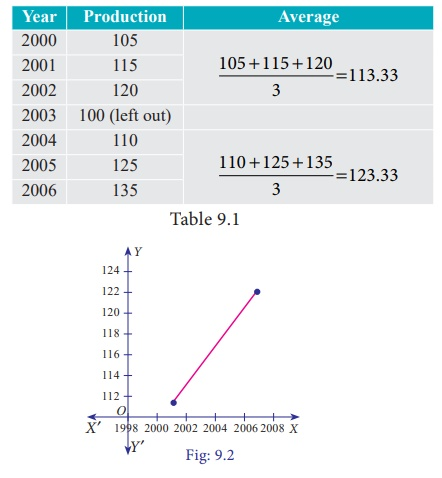 Year Production Average
2000 105
2001 115
105+115+120
3
=113.33
2002 120
2003 100 (left out)
2004 110
2005 125
110+125+135
3
=123.33
2006 135
Table 9.1
Y
124
122
120
118
116
114
112
O
X′ 1998 2000 2002 2004 2006 2008 X
Y′
Fig: 9.2